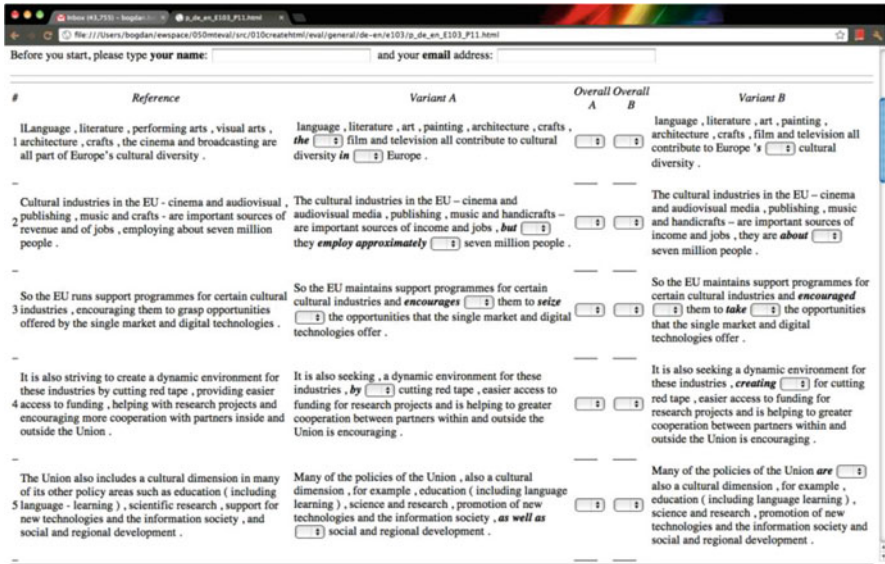 Inbox (43,755) – bogdan.
p_de_en_E103_P11.html
file:///Users/bogdan/ewspace/050mteval/src/010createhtml/eval/general/de-en/e103/p_de_en_E103_P11.html
Before you start, please type your name: and your email address:
# Reference Variant A Overall A Overall B Variant B
1
lLanguage , literature , performing arts , visual arts ,
architecture , crafts , the cinema and broadcasting are
all part of Europe's cultural diversity .
language , literature , art , painting , architecture , crafts ,
the film and television all contribute to cultural
diversity in Europe .
language , literature , art , painting ,
architecture , crafts , film and television all
contribute to Europe 's cultural
diversity .
2
Cultural industries in the EU - cinema and audiovisual ,
publishing , music and crafts - are important sources of
revenue and of jobs , employing about seven million
people .
The cultural industries in the EU – cinema and
audiovisual media , publishing , music and handicrafts –
are important sources of income and jobs , but
they employ approximately seven million people .
The cultural industries in the EU – cinema
and audiovisual media , publishing , music
and handicrafts – are important sources of
income and jobs , they are about
seven million people .
3
So the EU runs support programmes for certain cultural
industries , encouraging them to grasp opportunities
offered by the single market and digital technologies .
So the EU maintains support programmes for certain
cultural industries and encourages them to seize
the opportunities that the single market and digital
technologies offer .
So the EU maintains support programmes for
certain cultural industries and encouraged
them to take the opportunities
that the single market and digital
technologies offer .
4
It is also striving to create a dynamic environment for
these industries by cutting red tape , providing easier
access to funding , helping with research projects and
encouraging more cooperation with partners inside and
outside the Union .
It is also seeking , a dynamic environment for these
industries , by cutting red tape , easier access to
funding for research projects and is helping to greater
cooperation between partners within and outside the
Union is encouraging .
It is also seeking a dynamic environment for
these industries , creating for cutting
red tape , easier access to funding for
research projects and is helping to greater
cooperation between partners within and
outside the Union is encouraging .
5
The Union also includes a cultural dimension in many
of its other policy areas such as education ( including
language - learning ) , scientific research , support for
new technologies and the information society , and
social and regional development .
Many of the policies of the Union , also a cultural
dimension , for example , education ( including language
learning ) , science and research , promotion of new
technologies and the information society , as well as
social and regional development .
Many of the policies of the Union are
also a cultural dimension , for example ,
education ( including language learning ) ,
science and research , promotion of new
technologies and the information society and
social and regional development .